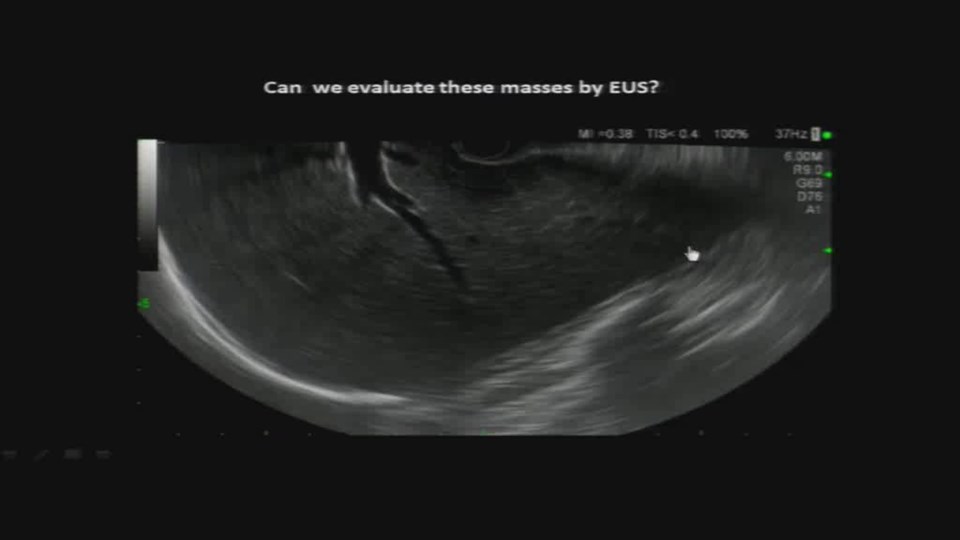 Can we evaluate these masses by EUS?
MI =0.38 TIS< 0.4 100% 37Hz 1
6.00M
R9.0
G69
D76
A1